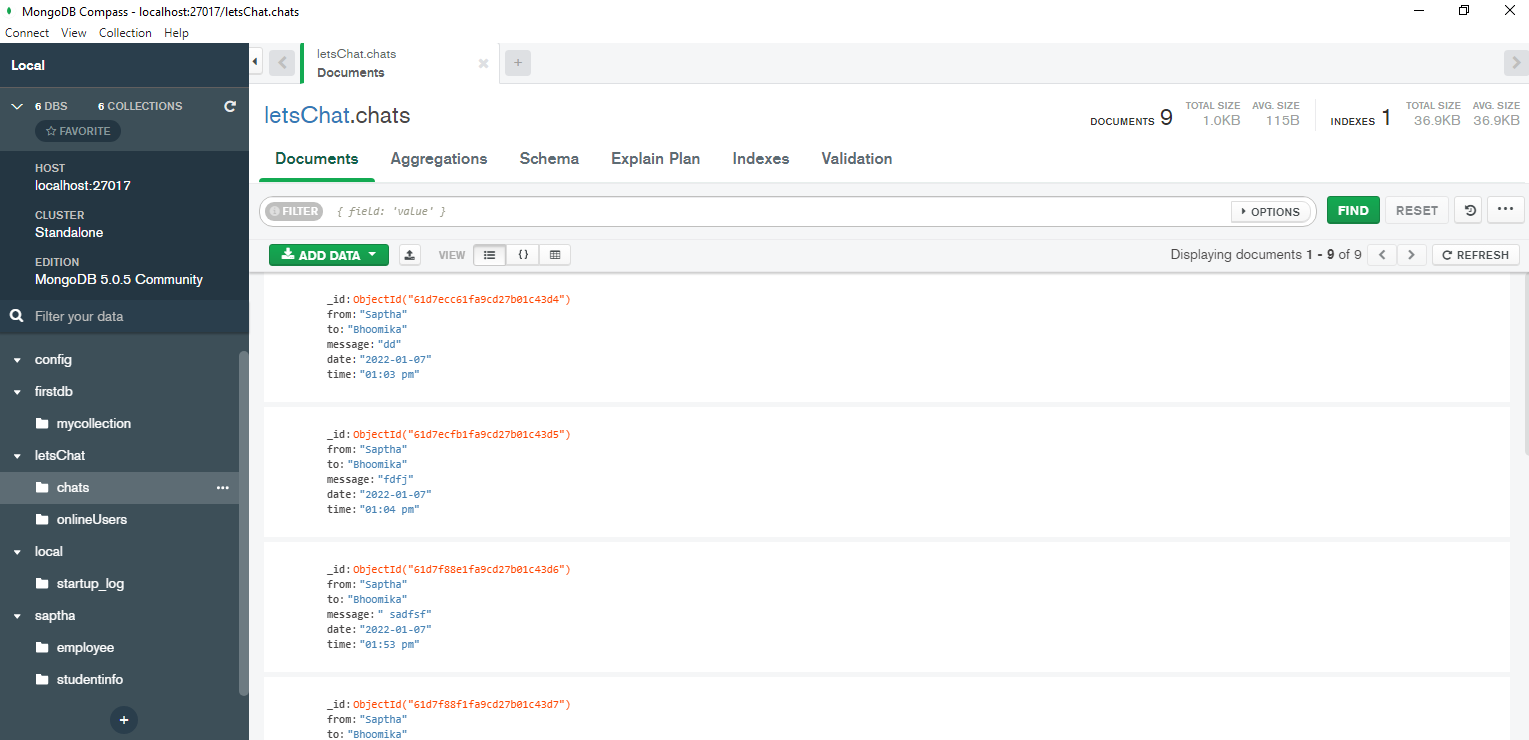 MongoDB Compass - localhost:27017/letsChat.chats
Connect View Collection Help
Local
6 DBS 6 COLLECTIONS
FAVORITE
HOST
localhost:27017
CLUSTER
Standalone
EDITION
MongoDB 5.0.5 Community
Filter your data
config
firstdb
mycollection
letsChat
chats
onlineUsers
local
startup_log
saptha
employee
studentinfo
letsChat.chats
Documents
letsChat.chats
DOCUMENTS 9 TOTAL SIZE 1.0KB AVG. SIZE 115B INDEXES 1 TOTAL SIZE 36.9KB AVG. SIZE 36.9KB
Documents Aggregations Schema Explain Plan Indexes Validation
FILTER { field: 'value' } OPTIONS FIND RESET ...
ADD DATA VIEW {} Displaying documents 1 - 9 of 9 < > REFRESH
_id: ObjectId("61d7ecc61fa9cd27b01c43d4")
from: "Saptha"
to: "Bhoomika"
message: "dd"
date: "2022-01-07"
time: "01:03 pm"
_id: ObjectId("61d7ecfb1fa9cd27b01c43d5")
from: "Saptha"
to: "Bhoomika"
message: "fdfj"
date: "2022-01-07"
time: "01:04 pm"
_id: ObjectId("61d7f88e1fa9cd27b01c43d6")
from: "Saptha"
to: "Bhoomika"
message: " sadfsf"
date: "2022-01-07"
time: "01:53 pm"
_id: ObjectId("61d7f88f1fa9cd27b01c43d7")
from: "Saptha"
to: "Bhoomika"